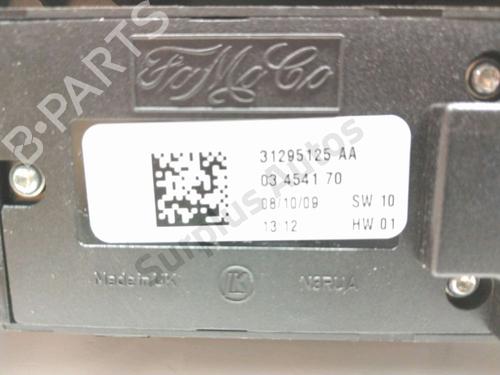 FoMoCo
31295125 AA
03 4541 70
08/10/09 SW 10
13:12 HW 01
Made in UK LK N3RUA
B-PARTS
Surplus Autos